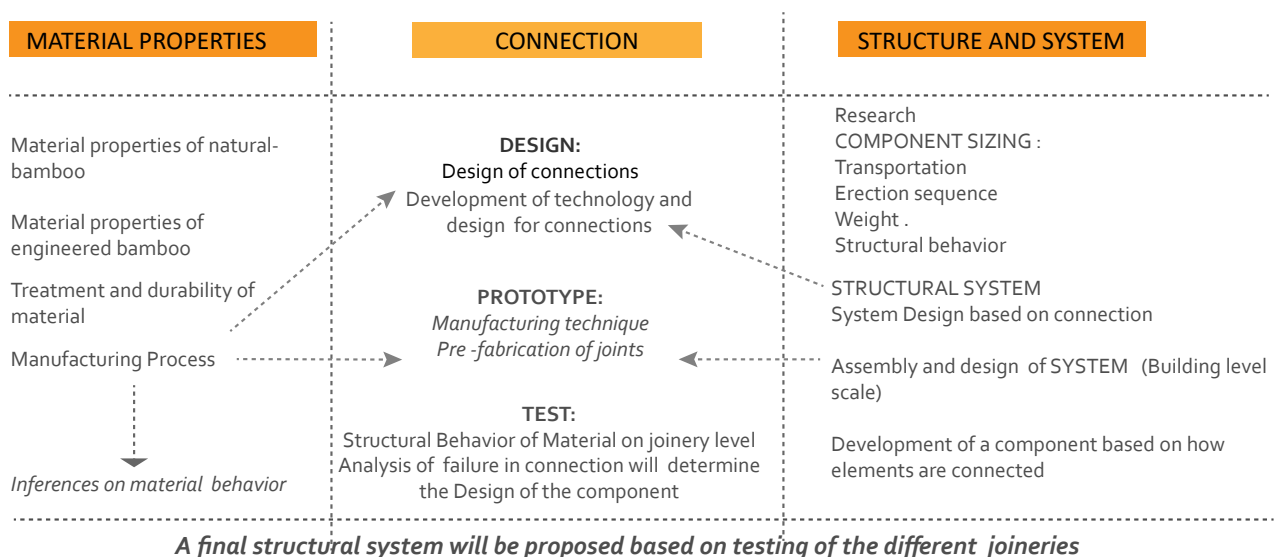 MATERIAL PROPERTIES
Material properties of natural-
bamboo
Material properties of
engineered bamboo
Treatment and durability of
material
Manufacturing Process
Inferences on material behavior
CONNECTION
DESIGN:
Design of connections
Development of technology and
design for connections
PROTOTYPE:
Manufacturing technique
Pre -fabrication of joints
TEST:
Structural Behavior of Material on joinery level
Analysis of failure in connection will determine
the Design of the component
STRUCTURE AND SYSTEM
Research
COMPONENT SIZING :
Transportation
Erection sequence
Weight .
Structural behavior
STRUCTURAL SYSTEM
System Design based on connection
Assembly and design of SYSTEM (Building level
scale)
Development of a component based on how
elements are connected
A final structural system will be proposed based on testing of the different joineries